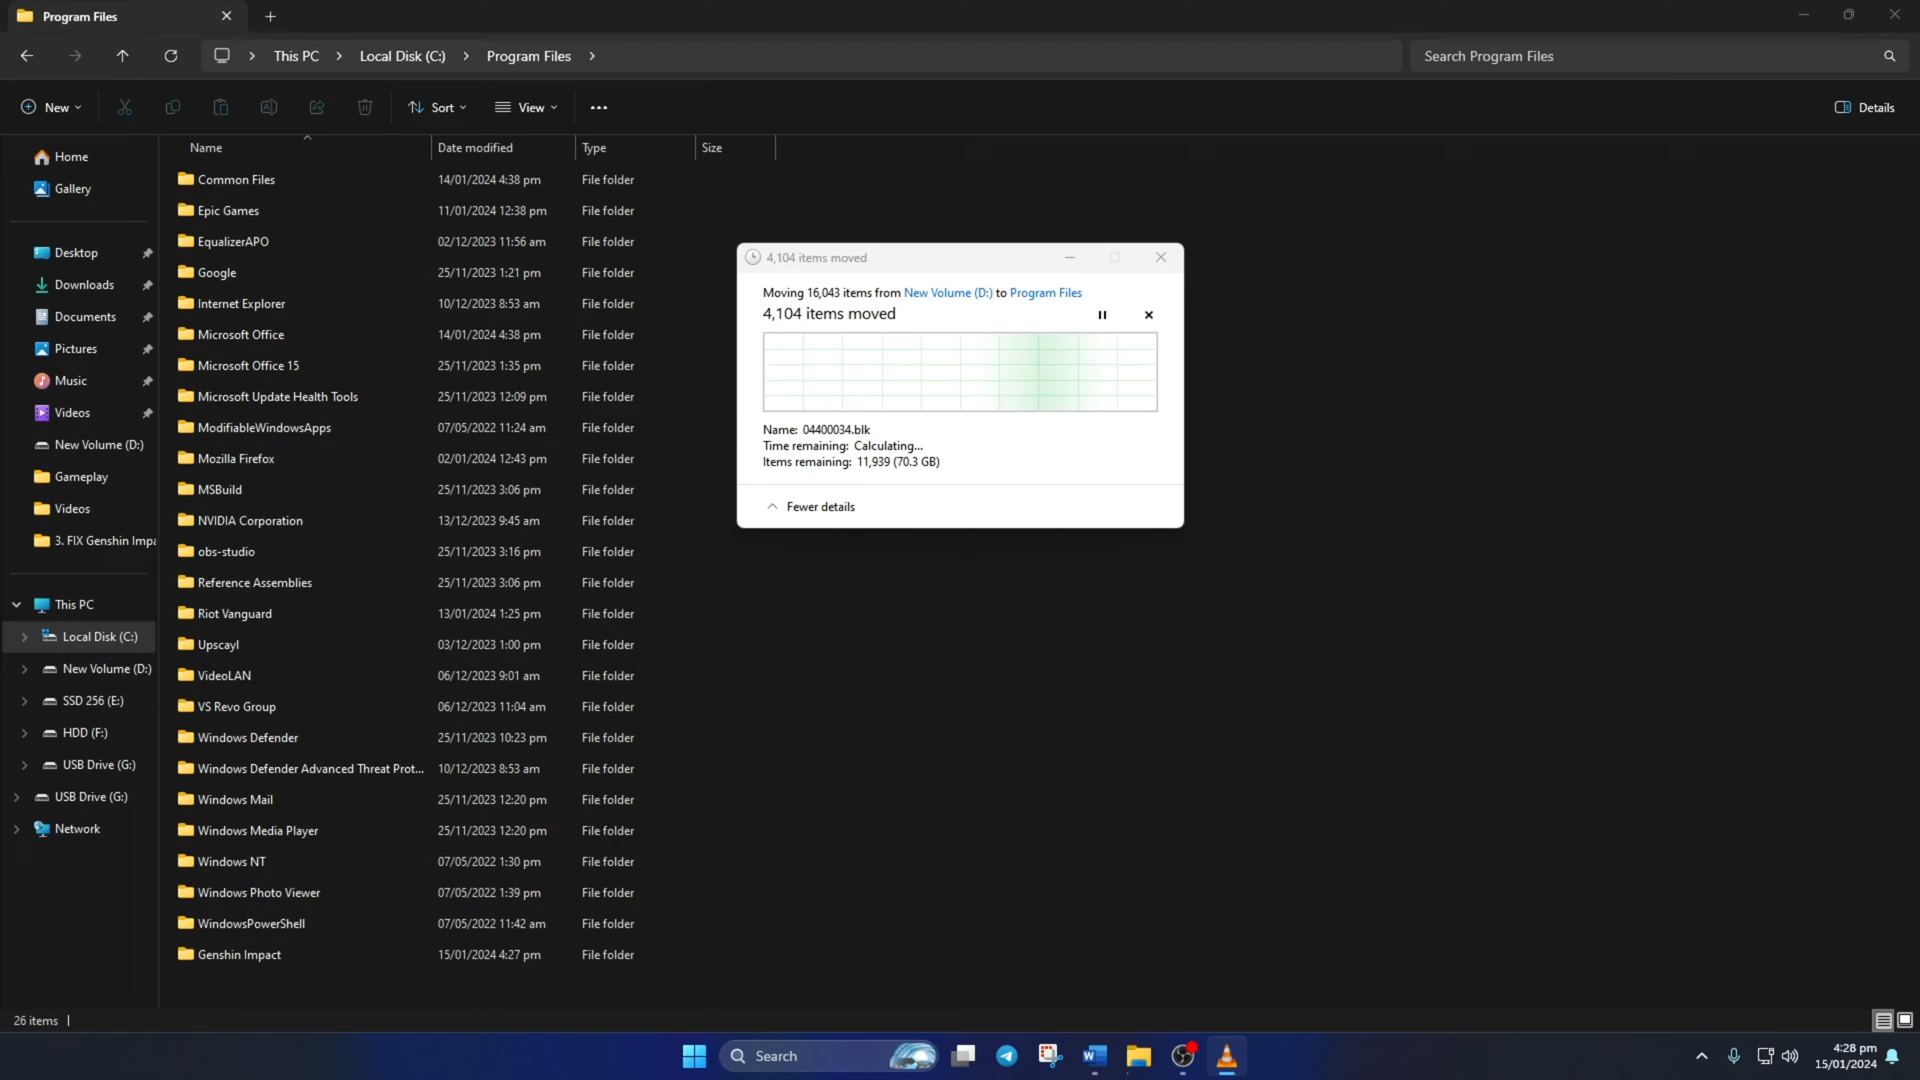 Program Files
This PC
Local Disk (C:)
Program Files
Search Program Files
New
Sort
View
Details
Home
Gallery
Desktop
Downloads
Documents
Pictures
Music
Videos
New Volume (D:)
Gameplay
Videos
3. FIX Genshin Impa
This PC
Local Disk (C:)
New Volume (D:)
SSD 256 (E:)
HDD (F:)
USB Drive (G:)
USB Drive (G:)
Network
Name Date modified Type Size
Common Files 14/01/2024 4:38 pm File folder
Epic Games 11/01/2024 12:38 pm File folder
EqualizerAPO 02/12/2023 11:56 am File folder
Google 25/11/2023 1:21 pm File folder
Internet Explorer 10/12/2023 8:53 am File folder
Microsoft Office 14/01/2024 4:38 pm File folder
Microsoft Office 15 25/11/2023 1:35 pm File folder
Microsoft Update Health Tools 25/11/2023 12:09 pm File folder
ModifiableWindowsApps 07/05/2022 11:24 am File folder
Mozilla Firefox 02/01/2024 12:43 pm File folder
MSBuild 25/11/2023 3:06 pm File folder
NVIDIA Corporation 13/12/2023 9:45 am File folder
obs-studio 25/11/2023 3:16 pm File folder
Reference Assemblies 25/11/2023 3:06 pm File folder
Riot Vanguard 13/01/2024 1:25 pm File folder
Upscayl 03/12/2023 1:00 pm File folder
VideoLAN 06/12/2023 9:01 am File folder
VS Revo Group 06/12/2023 11:04 am File folder
Windows Defender 25/11/2023 10:23 pm File folder
Windows Defender Advanced Threat Prot... 10/12/2023 8:53 am File folder
Windows Mail 25/11/2023 12:20 pm File folder
Windows Media Player 25/11/2023 12:20 pm File folder
Windows NT 07/05/2022 1:30 pm File folder
Windows Photo Viewer 07/05/2022 1:39 pm File folder
WindowsPowerShell 07/05/2022 11:42 am File folder
Genshin Impact 15/01/2024 4:27 pm File folder
4,104 items moved
Moving 16,043 items from New Volume (D:) to Program Files
4,104 items moved
Name: 04400034.blk
Time remaining: Calculating...
Items remaining: 11,939 (70.3 GB)
Fewer details
26 items
Search
4:28 pm
15/01/2024